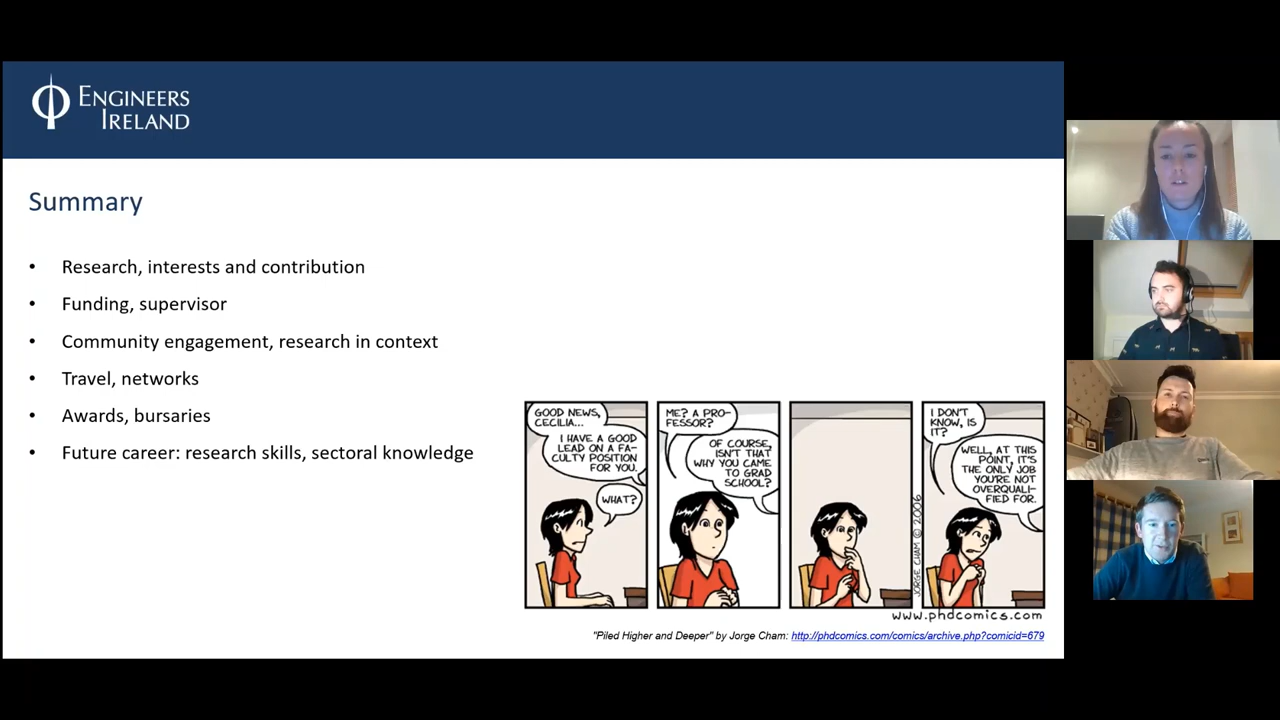 ENGINEERS
IRELAND
Summary
• Research, interests and contribution
• Funding, supervisor
• Community engagement, research in context
• Travel, networks
• Awards, bursaries
• Future career: research skills, sectoral knowledge
GOOD NEWS,
CECILIA...
I HAVE A GOOD
LEAD ON A FA-
CULTY POSITION
FOR YOU.
WHAT?
ME? A PRO-
FESSOR?
OF COURSE,
ISN'T THAT
WHY YOU CAME
TO GRAD
SCHOOL?
I DON'T
KNOW, IS
IT?
WELL, AT THIS
POINT, IT'S
THE ONLY JOB
YOU'RE NOT
OVERQUALI-
FIED FOR.
JORGE CHAM © 2006
www.phdcomics.com
"Piled Higher and Deeper" by Jorge Cham: http://phdcomics.com/comics/archive.php?comicid=679